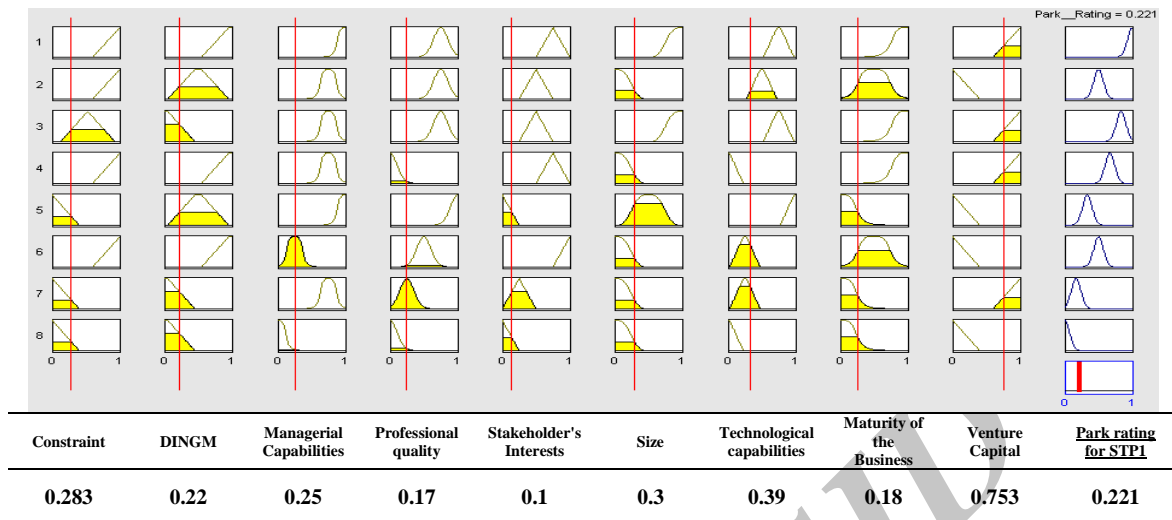 Park__Rating = 0.221
1
2
3
4
5
6
7
8
0 1 0 1 0 1 0 1 0 1 0 1 0 1 0 1 0 1
0 1
Constraint DINGM Managerial Capabilities Professional quality Stakeholder's Interests Size Technological capabilities Maturity of the Business Venture Capital Park rating for STP1
0.283 0.22 0.25 0.17 0.1 0.3 0.39 0.18 0.753 0.221